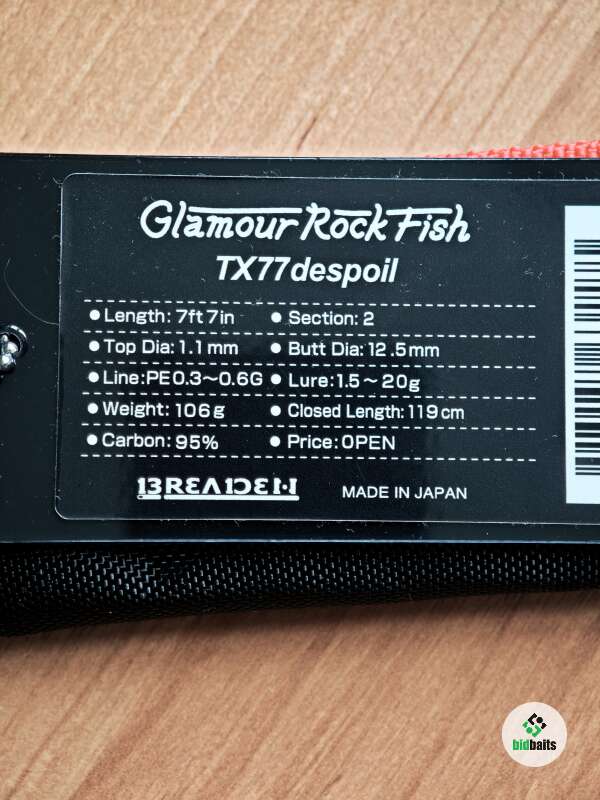 Glamour Rock Fish
TX77despoil
● Length: 7ft 7in ● Section: 2
● Top Dia: 1.1mm ● Butt Dia: 12.5mm
● Line: PE0.3～0.6G ● Lure: 1.5～20g
● Weight: 106g ● Closed Length: 119cm
● Carbon: 95% ● Price: OPEN
BREADEN MADE IN JAPAN
bidbaits